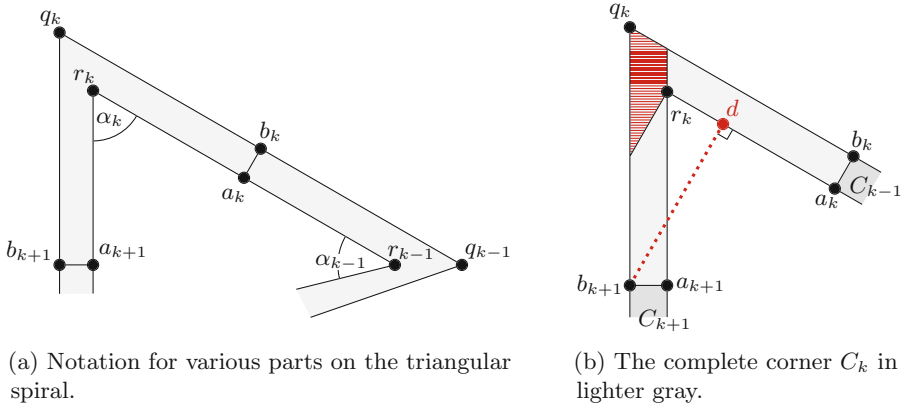 q_k
r_k
α_k
b_k
a_k
b_{k+1}
a_{k+1}
α_{k−1}
r_{k−1}
q_{k−1}
(a) Notation for various parts on the triangular
spiral.
q_k
d
r_k
b_k
a_k
C_{k−1}
b_{k+1}
a_{k+1}
C_{k+1}
(b) The complete corner C_k in
lighter gray.